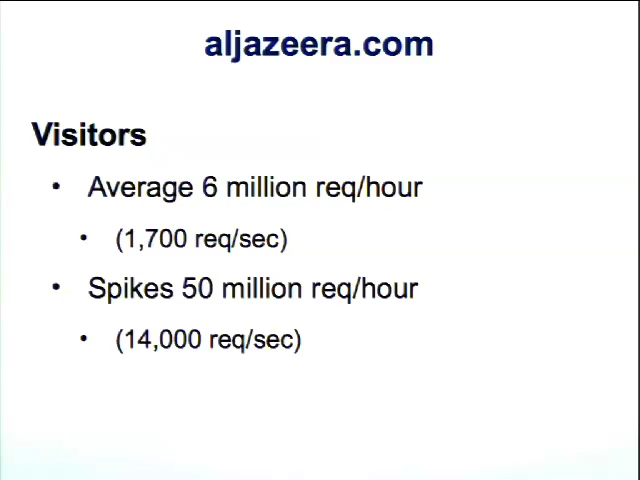 aljazeera.com
Visitors
• Average 6 million req/hour
• (1,700 req/sec)
• Spikes 50 million req/hour
• (14,000 req/sec)